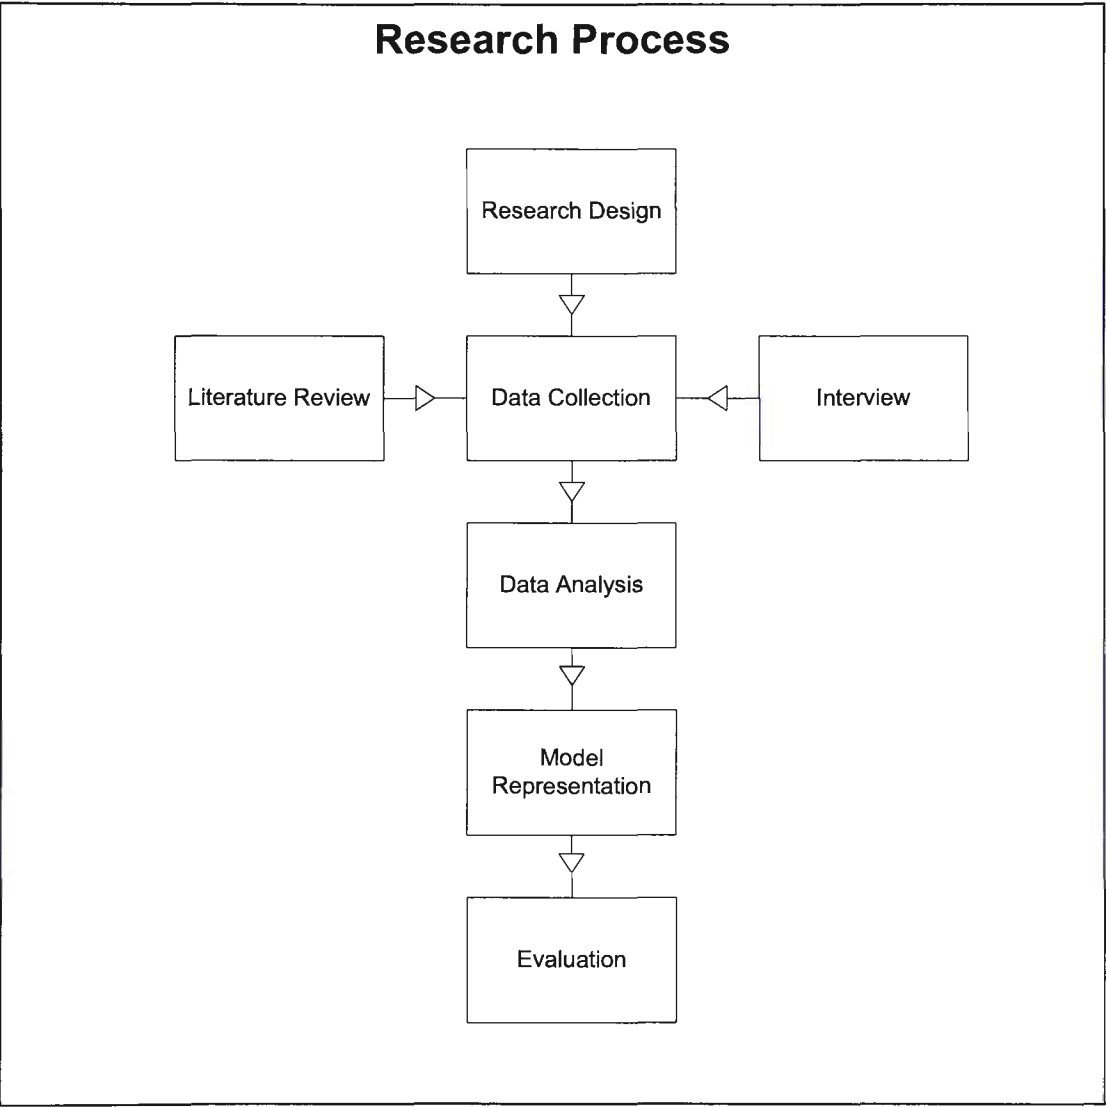 Research Process
Research Design
Literature Review
Data Collection
Interview
Data Analysis
Model
Representation
Evaluation